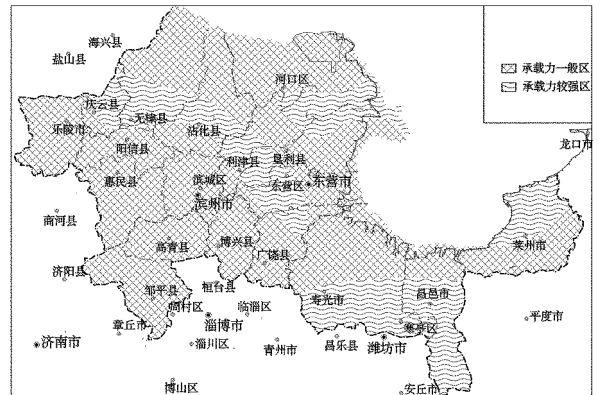 海兴县
盐山县
河口区
承载力一般区
承载力较强区
庆云县
无棣县
乐陵市
沾化县
阳信县
龙口市
利津县
垦利县
惠民县
滨城区
东营区
东营市
滨州市
商河县
高青县
博兴县
广饶县
莱州市
济阳县
邹平县
桓台县
寿光市
昌邑市
周村区
临淄区
章丘市
淄博市
寒亭区
平度市
济南市
淄川区
青州市
昌乐县
潍坊市
博山区
安丘市